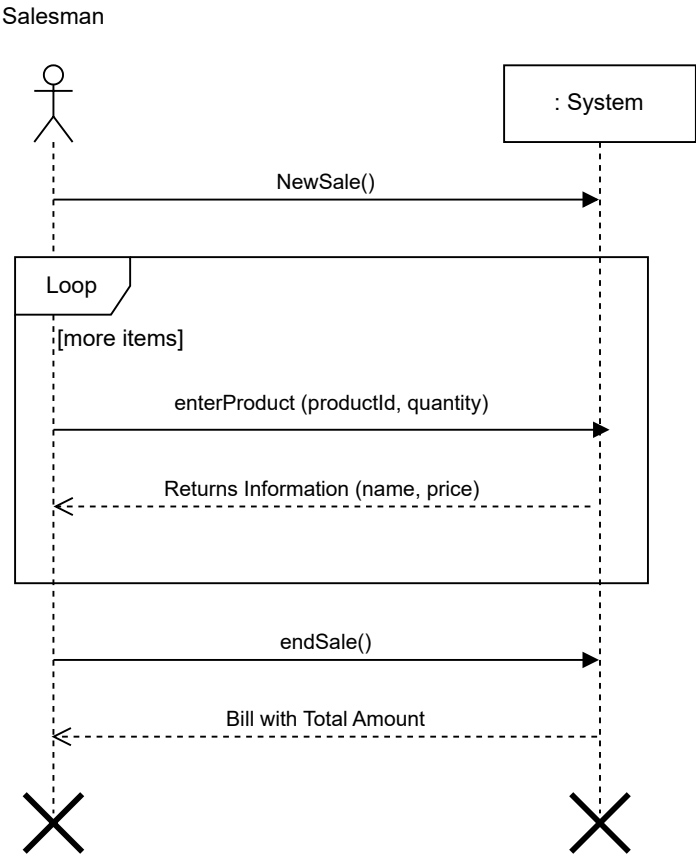 Salesman
: System
NewSale()
Loop
[more items]
enterProduct (productId, quantity)
Returns Information (name, price)
endSale()
Bill with Total Amount